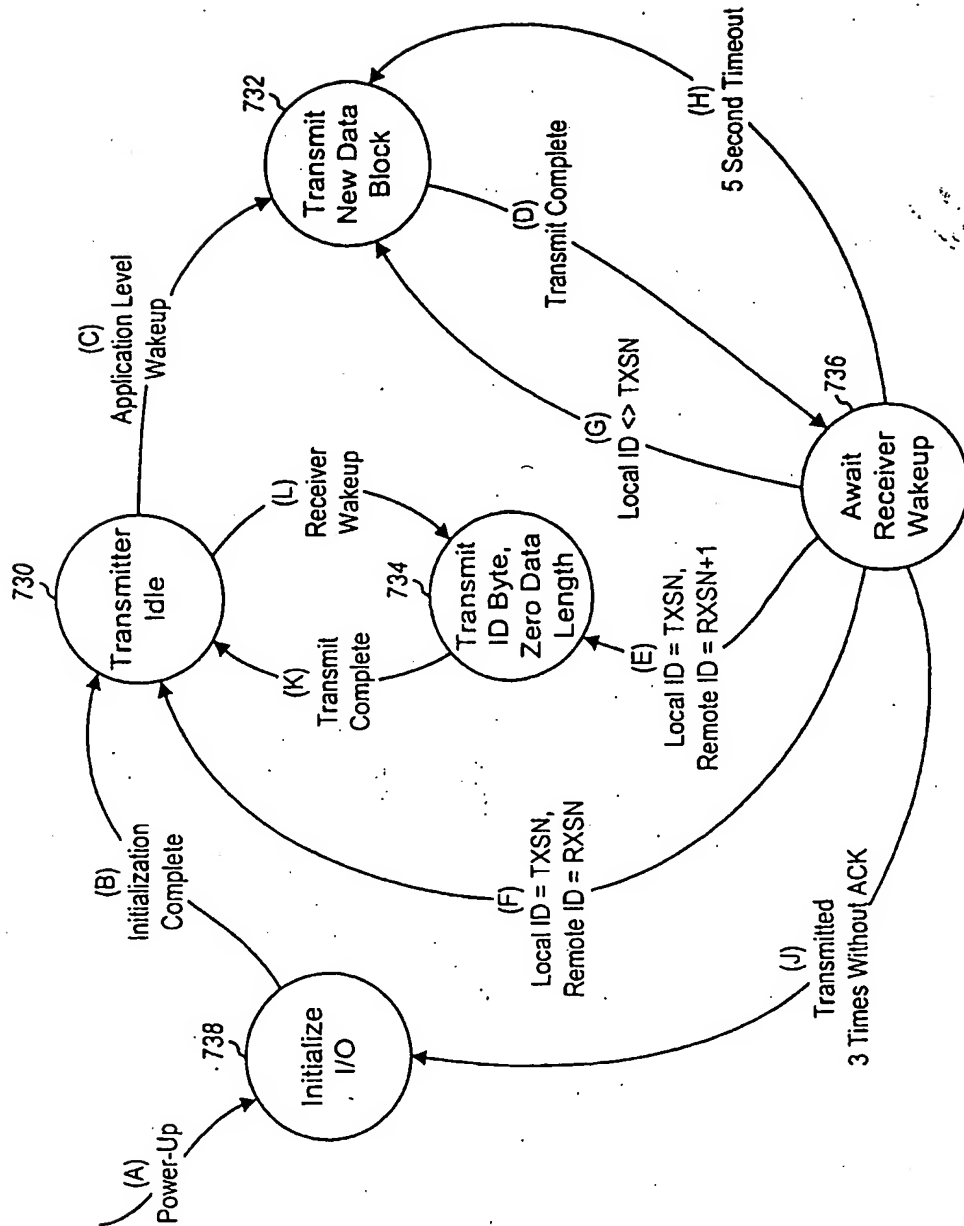 (A)
Power-Up
738
Initialize
I/O
(B)
Initialization
Complete
730
Transmitter
Idle
(C)
Application Level
Wakeup
732
Transmit
New Data
Block
(L)
Receiver
Wakeup
(K)
Transmit
Complete
734
Transmit
ID Byte,
Zero Data
Length
(D)
Transmit Complete
(H)
5 Second Timeout
(G)
Local ID <> TXSN
(E)
Local ID = TXSN,
Remote ID = RXSN+1
(F)
Local ID = TXSN,
Remote ID = RXSN
736
Await
Receiver
Wakeup
(J)
Transmitted
3 Times Without ACK